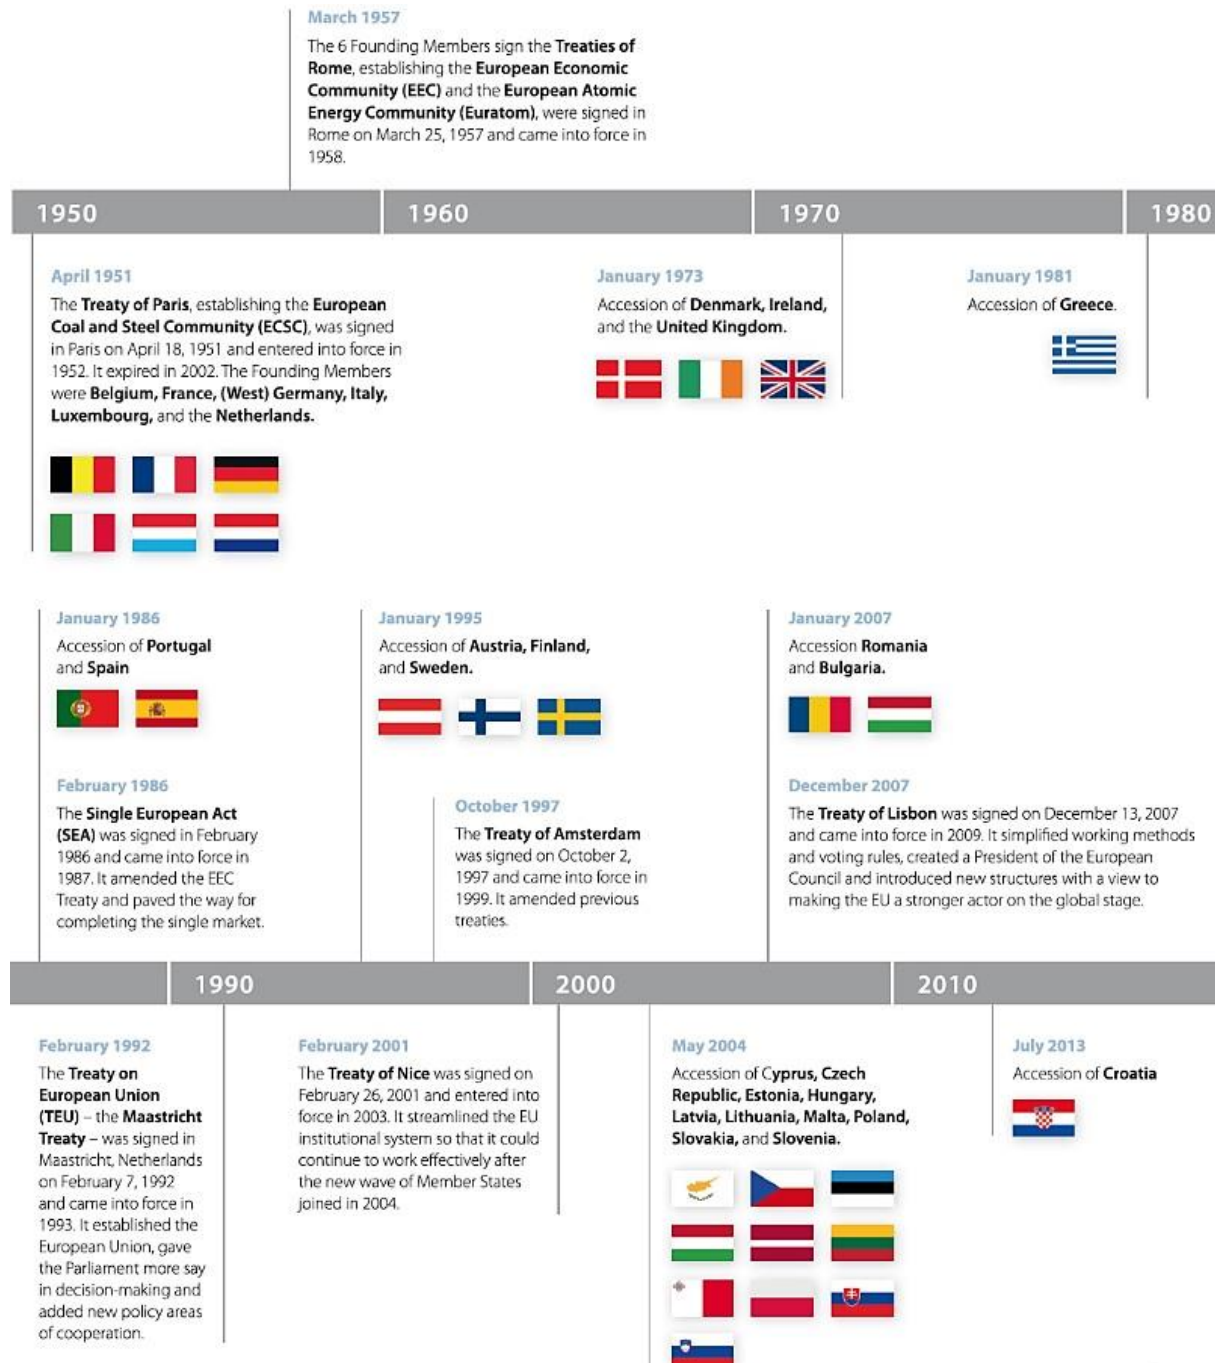 March 1957
The 6 Founding Members sign the Treaties of
Rome, establishing the European Economic
Community (EEC) and the European Atomic
Energy Community (Euratom), were signed in
Rome on March 25, 1957 and came into force in
1958.
1950
1960
1970
1980
April 1951
The Treaty of Paris, establishing the European
Coal and Steel Community (ECSC), was signed
in Paris on April 18, 1951 and entered into force in
1952. It expired in 2002. The Founding Members
were Belgium, France, (West) Germany, Italy,
Luxembourg, and the Netherlands.
January 1973
Accession of Denmark, Ireland,
and the United Kingdom.
January 1981
Accession of Greece.
January 1986
Accession of Portugal
and Spain
February 1986
The Single European Act
(SEA) was signed in February
1986 and came into force in
1987. It amended the EEC
Treaty and paved the way for
completing the single market.
January 1995
Accession of Austria, Finland,
and Sweden.
October 1997
The Treaty of Amsterdam
was signed on October 2,
1997 and came into force in
1999. It amended previous
treaties.
January 2007
Accession Romania
and Bulgaria.
December 2007
The Treaty of Lisbon was signed on December 13, 2007
and came into force in 2009. It simplified working methods
and voting rules, created a President of the European
Council and introduced new structures with a view to
making the EU a stronger actor on the global stage.
1990
2000
2010
February 1992
The Treaty on
European Union
(TEU) – the Maastricht
Treaty – was signed in
Maastricht, Netherlands
on February 7, 1992
and came into force in
1993. It established the
European Union, gave
the Parliament more say
in decision-making and
added new policy areas
of cooperation.
February 2001
The Treaty of Nice was signed on
February 26, 2001 and entered into
force in 2003. It streamlined the EU
institutional system so that it could
continue to work effectively after
the new wave of Member States
joined in 2004.
May 2004
Accession of Cyprus, Czech
Republic, Estonia, Hungary,
Latvia, Lithuania, Malta, Poland,
Slovakia, and Slovenia.
July 2013
Accession of Croatia